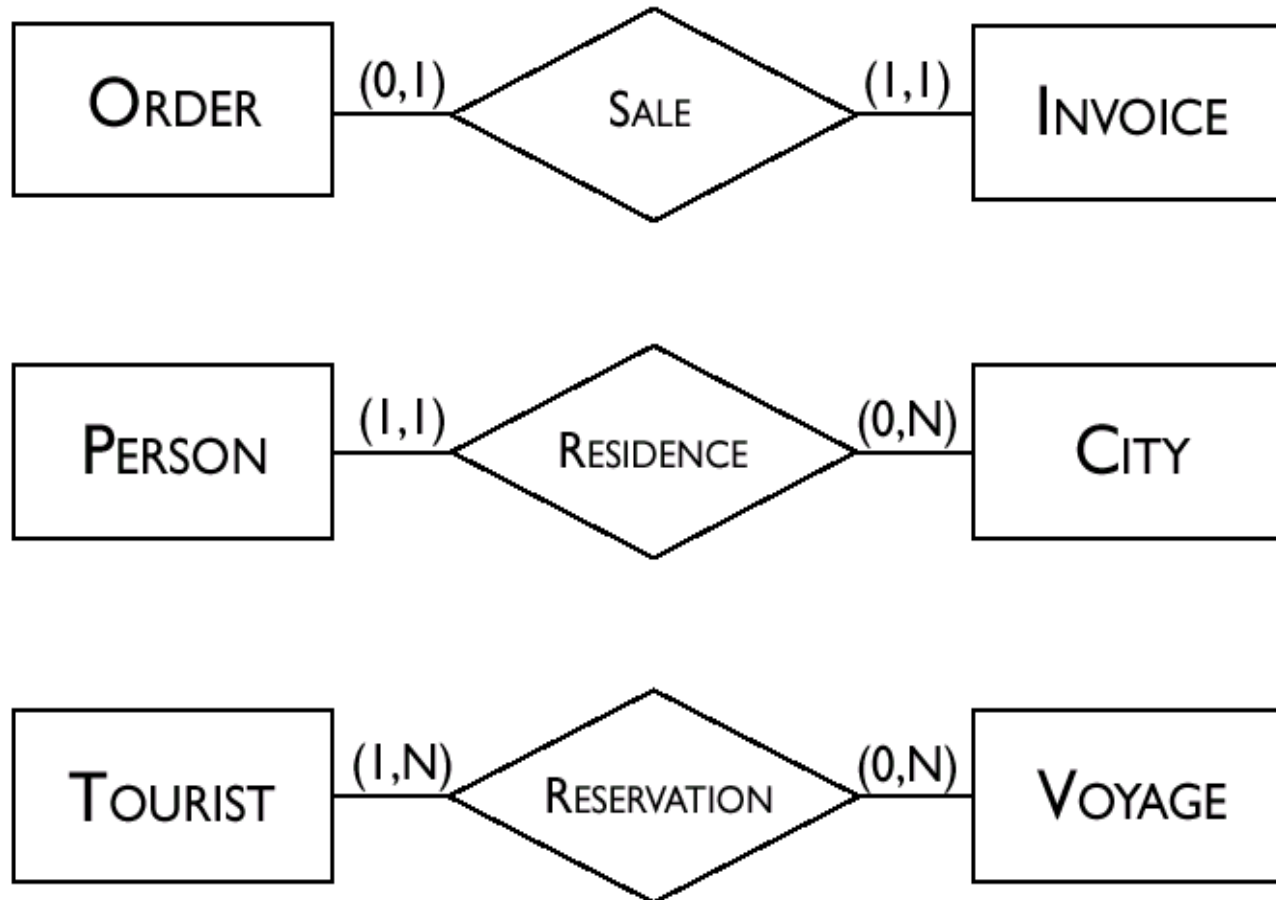 ORDER (0,1) SALE (1,1) INVOICE
PERSON (1,1) RESIDENCE (0,N) CITY
TOURIST (1,N) RESERVATION (0,N) VOYAGE